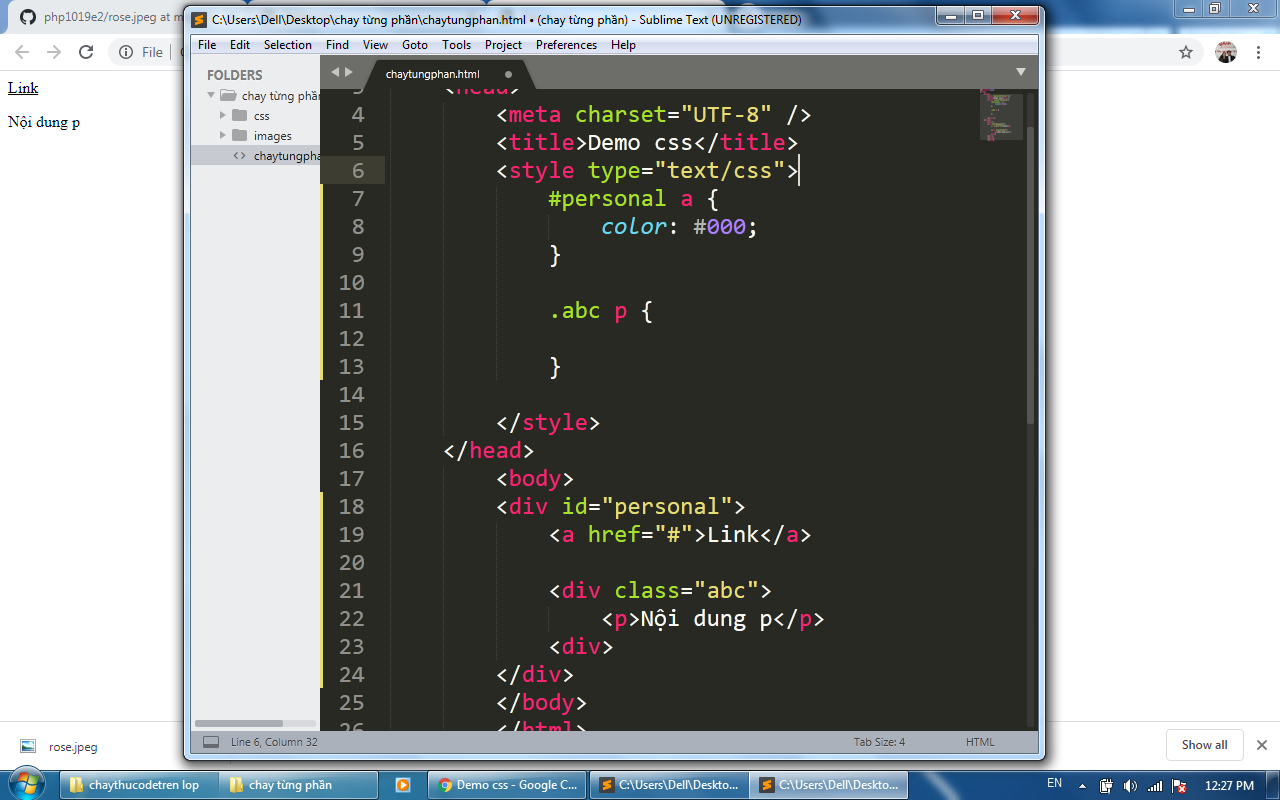 php1019e2/rose.jpeg at m
C:\Users\Dell\Desktop\chay từng phần\chaytungphan.html • (chay từng phần) - Sublime Text (UNREGISTERED)
File
File Edit Selection Find View Goto Tools Project Preferences Help
Link
Nội dung p
FOLDERS
chay từng phần
css
images
chaytungpha
chaytungphan.html
3 <head>
4 <meta charset="UTF-8" />
5 <title>Demo css</title>
6 <style type="text/css">
7 #personal a {
8 color: #000;
9 }
10
11 .abc p {
12
13 }
14
15 </style>
16 </head>
17 <body>
18 <div id="personal">
19 <a href="#">Link</a>
20
21 <div class="abc">
22 <p>Nội dung p</p>
23 <div>
24 </div>
25 </body>
26 </html>
Line 6, Column 32
Tab Size: 4
HTML
rose.jpeg
Show all
chaythucodetren lop
chay từng phần
Demo css - Google C...
C:\Users\Dell\Deskto...
C:\Users\Dell\Deskto...
EN
12:27 PM